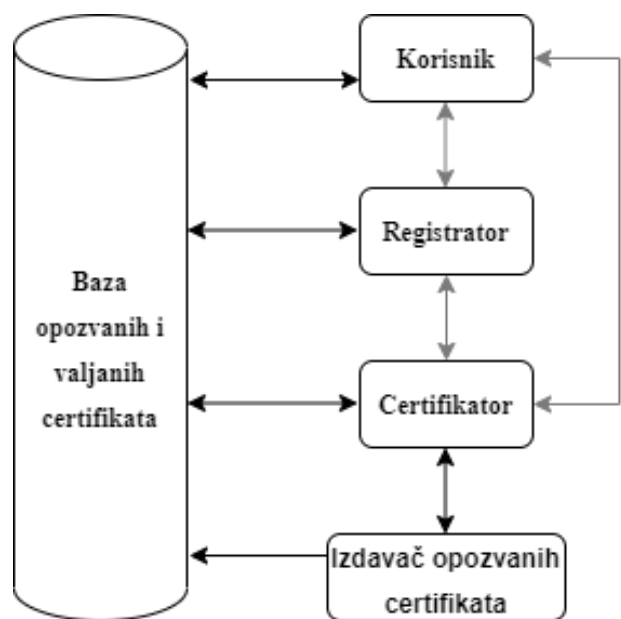 Korisnik
Registrator
Baza
opozvanih i
valjanih
certifikata
Certifikator
Izdavač opozvanih
certifikata